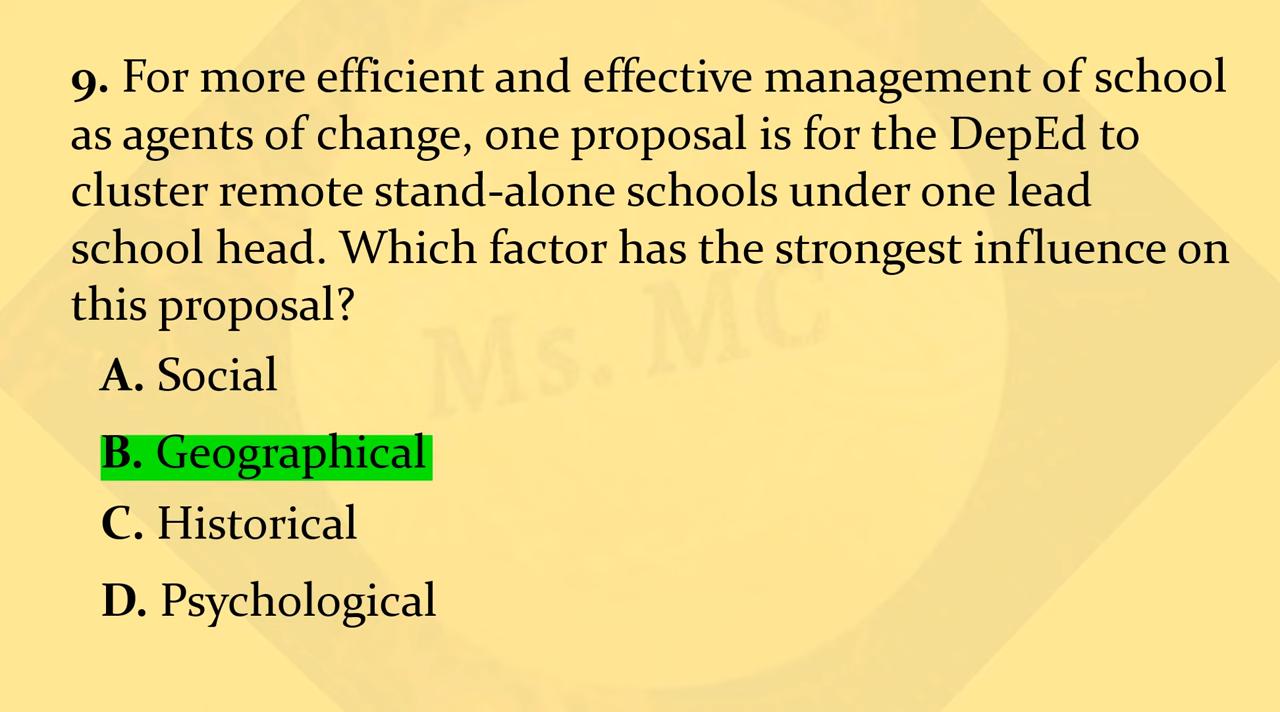 9. For more efficient and effective management of school
as agents of change, one proposal is for the DepEd to
cluster remote stand-alone schools under one lead
school head. Which factor has the strongest influence on
this proposal?
A. Social
B. Geographical
C. Historical
D. Psychological
Ms. MC